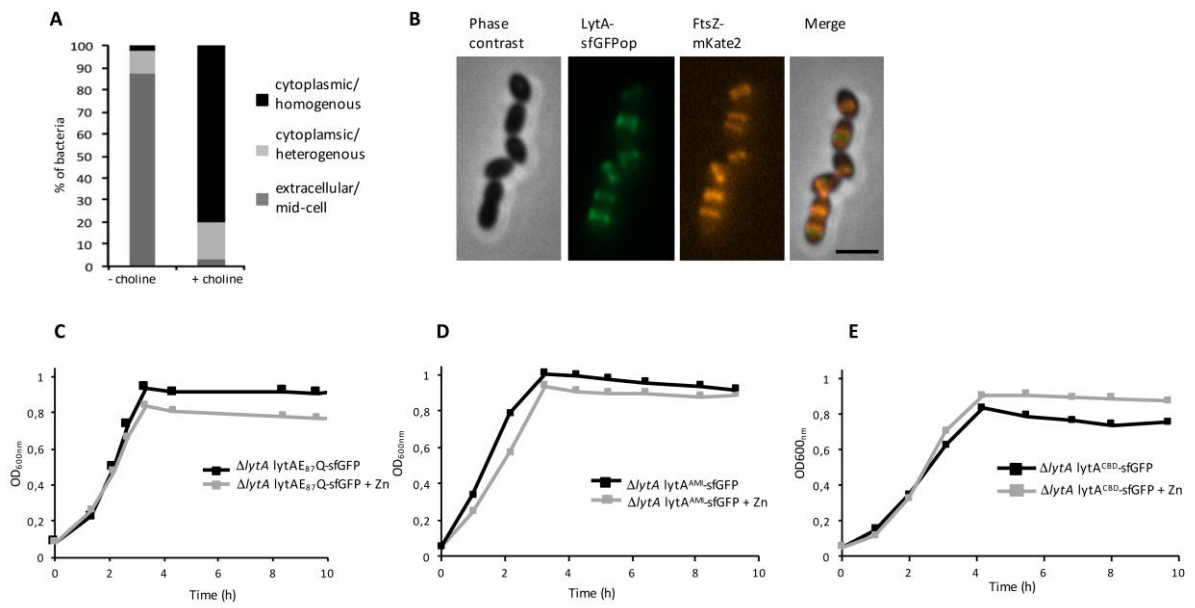 A
100
90
80
70
60
50
40
30
20
10
0
% of bacteria
- choline
+ choline
cytoplasmic/
homogenous
cytoplamsic/
heterogenous
extracellular/
mid-cell
B
Phase
contrast
LytA-
sfGFPop
FtsZ-
mKate2
Merge
C
1
0,8
0,6
0,4
0,2
0
OD600nm
0 2 4 6 8 10
Time (h)
ΔlytA lytAE87Q-sfGFP
ΔlytA lytAE87Q-sfGFP + Zn
D
1
0,8
0,6
0,4
0,2
0
OD600nm
0 2 4 6 8 10
Time (h)
ΔlytA lytAAMI-sfGFP
ΔlytA lytAAMI-sfGFP + Zn
E
1
0,8
0,6
0,4
0,2
0
OD600nm
0 2 4 6 8 10
Time (h)
ΔlytA lytACBD-sfGFP
ΔlytA lytACBD-sfGFP + Zn